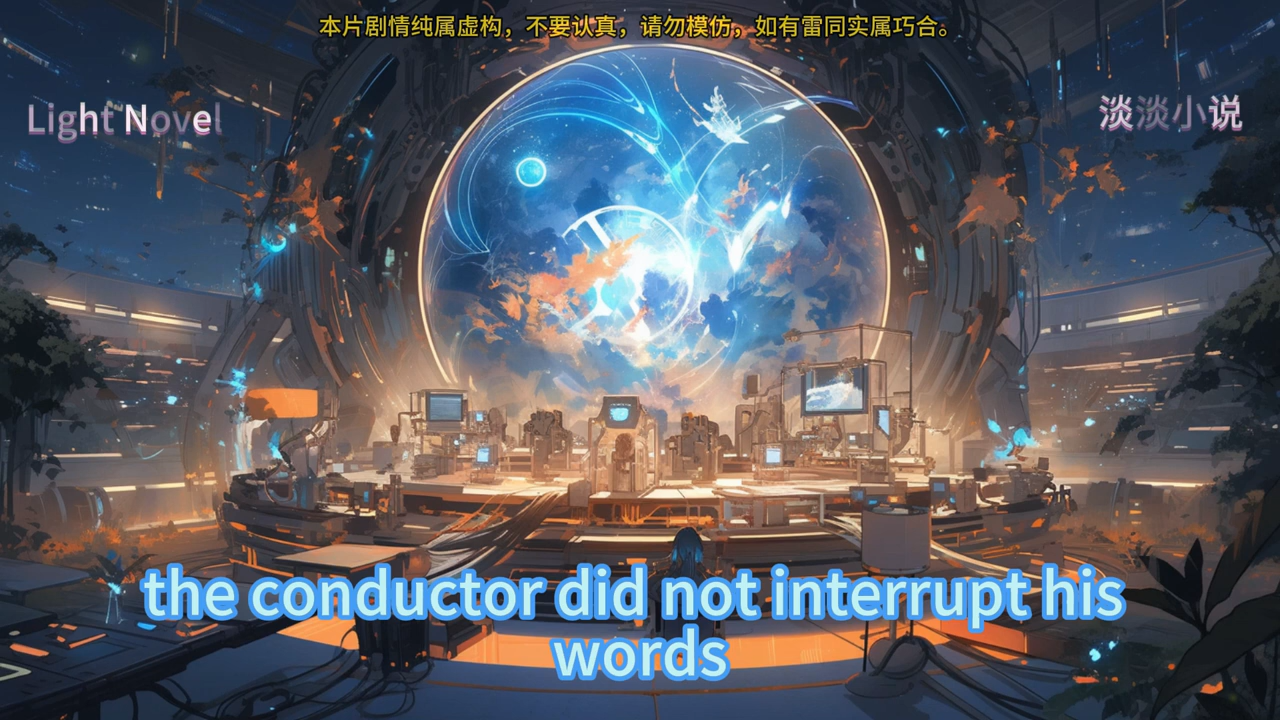 本片剧情纯属虚构，不要认真，请勿模仿，如有雷同实属巧合。
Light Novel
淡淡小说
the conductor did not interrupt his
words